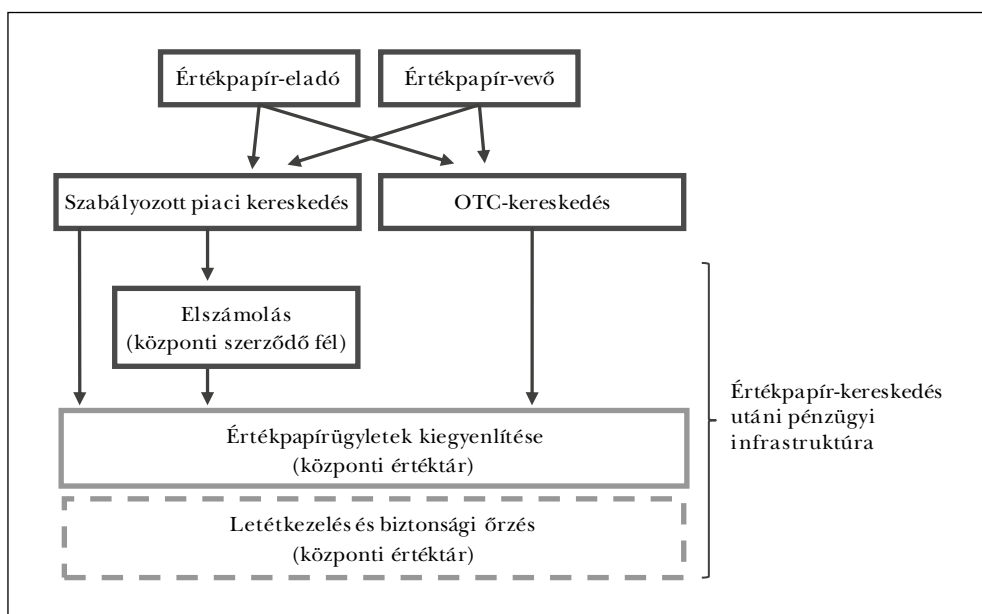 Értékpapír-eladó
Értékpapír-vevő
Szabályozott piaci kereskedés
OTC-kereskedés
Elszámolás
(központi szerződő fél)
Értékpapírügyletek kiegyenlítése
(központi értéktár)
Letétkezelés és biztonsági őrzés
(központi értéktár)
Értékpapír-kereskedés
utáni pénzügyi
infrastruktúra